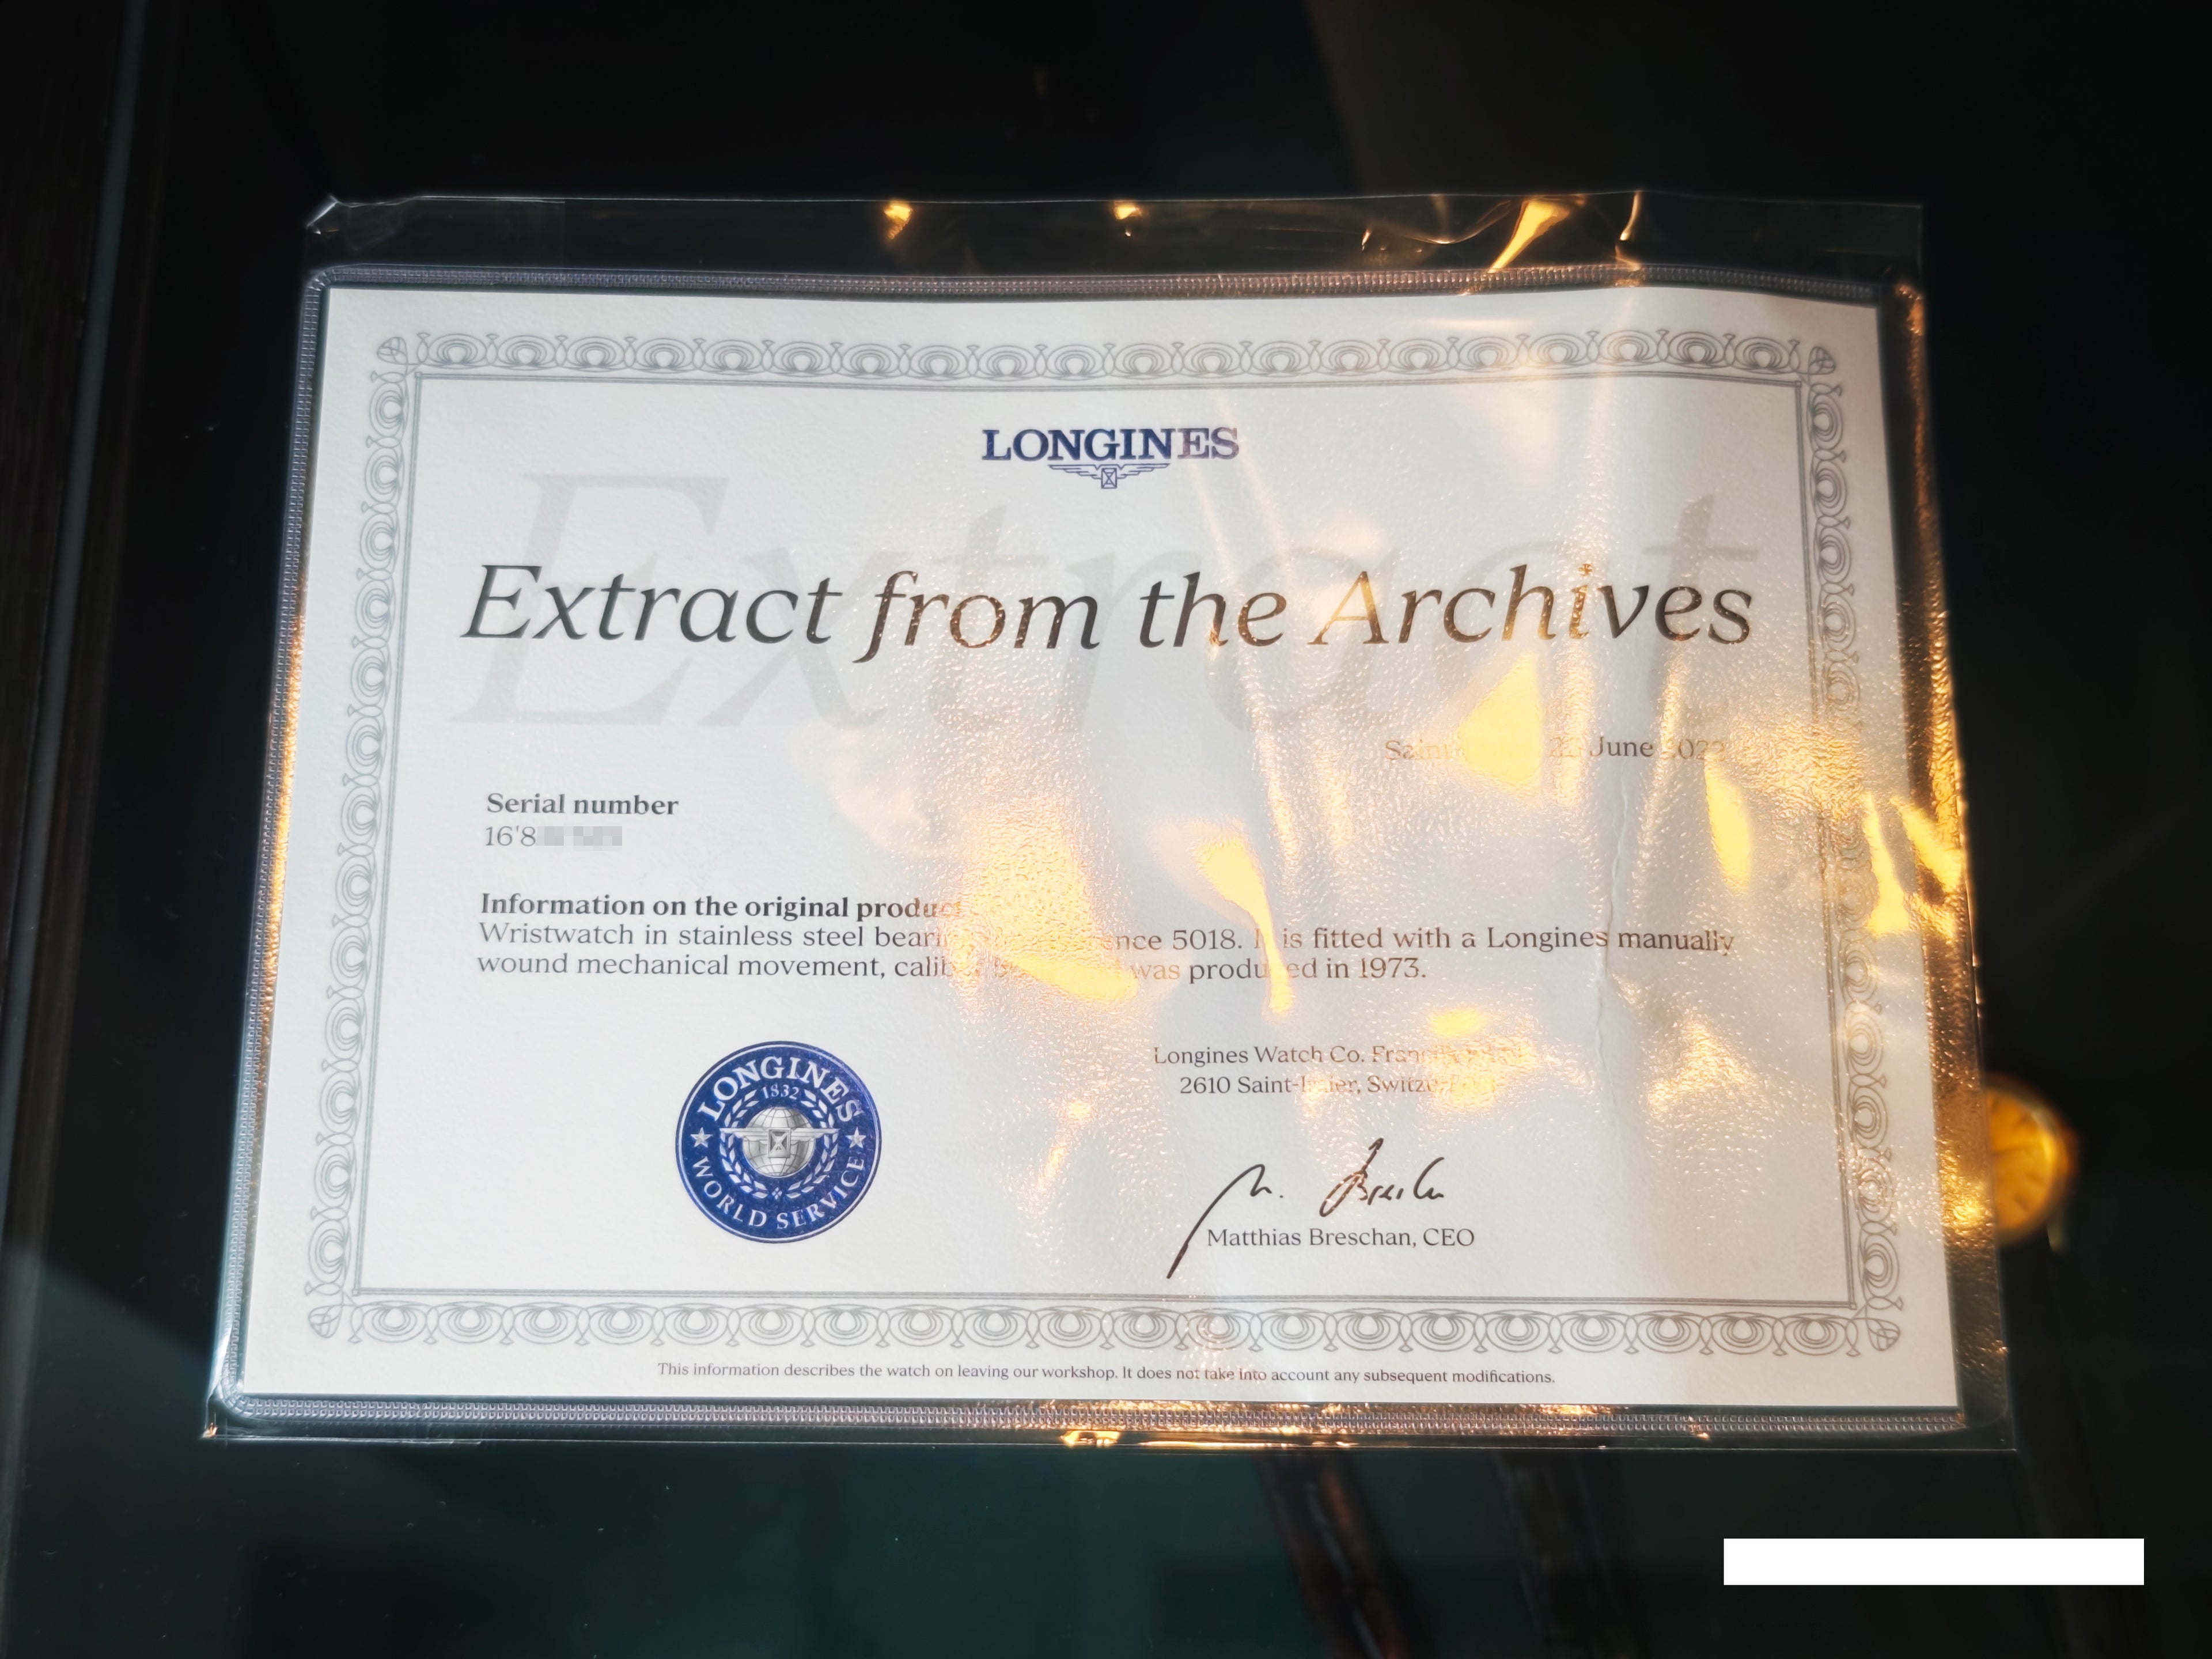 LONGINES
Extract
Extract from the Archives
June
Serial number
16'8
Information on the original product
Wristwatch in stainless steel 5018. is fitted with a Longines manually
wound mechanical movement, was produced in 1973.
LONGINES
1832
WORLD SERVICE
Longines Watch Co.
2610 Saint-Imier, Switzerland
M. Breschan
Matthias Breschan, CEO
This information describes the watch on leaving our workshop. It does not take into account any subsequent modifications.